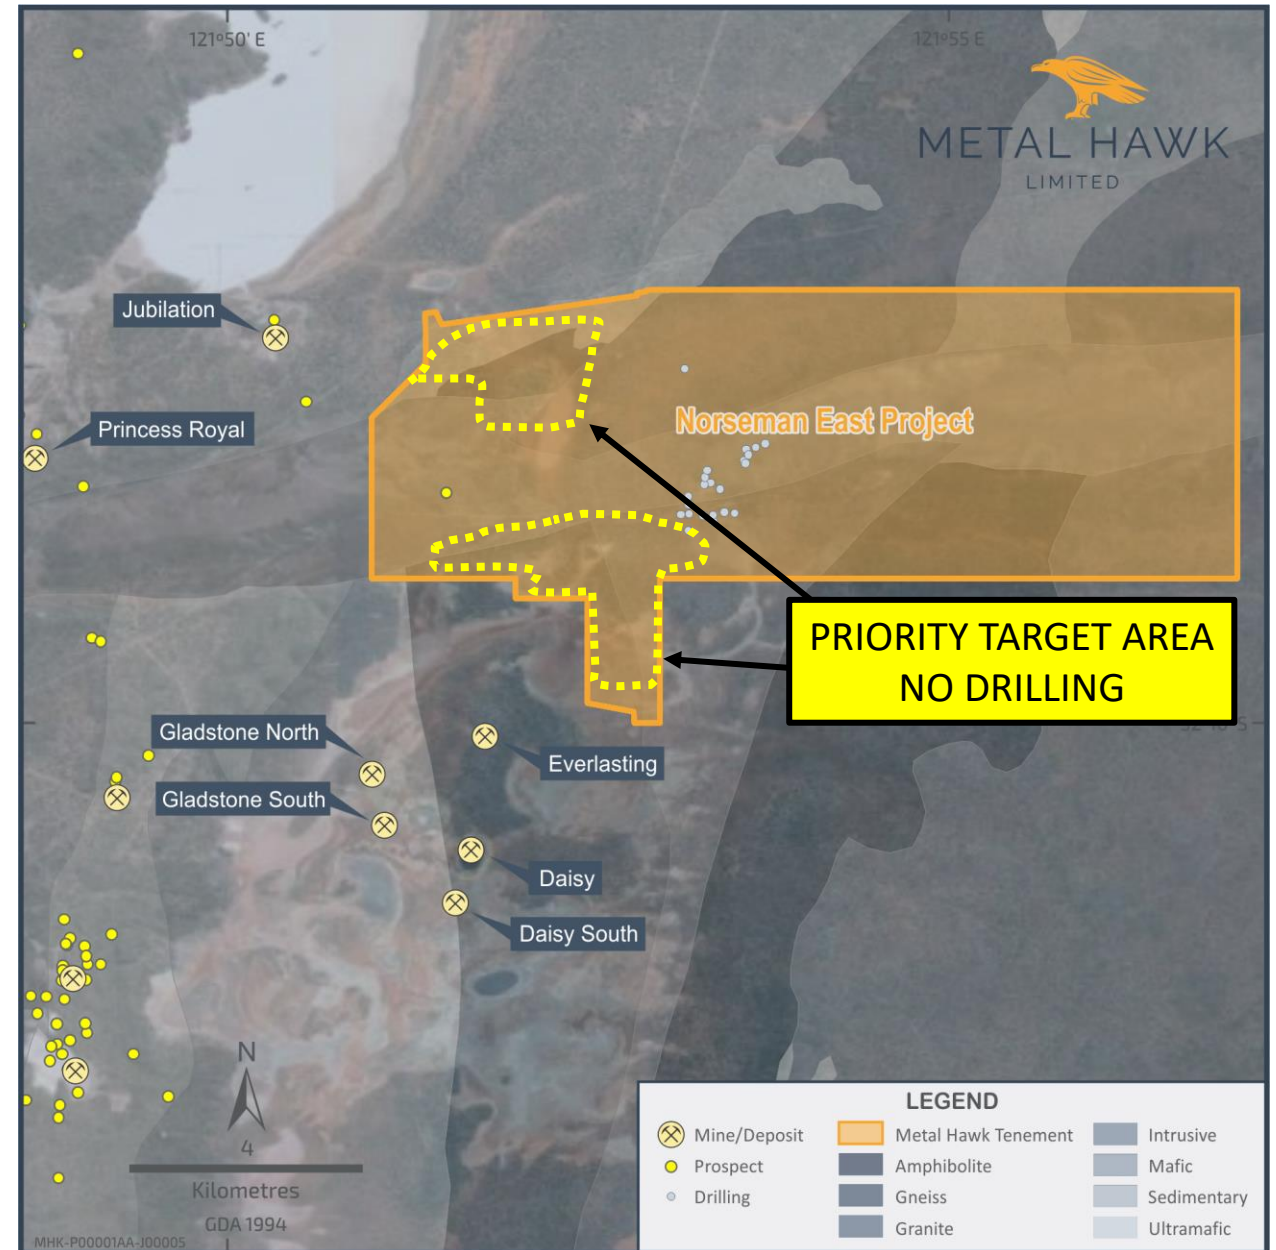 121°50' E
121°55 E
METAL HAWK
LIMITED
Jubilation
Princess Royal
Norseman East Project
PRIORITY TARGET AREA
NO DRILLING
Gladstone North
Everlasting
Gladstone South
Daisy
Daisy South
N
4
Kilometres
GDA 1994
MHK-P00001AA-J00005
LEGEND
Mine/Deposit
Prospect
Drilling
Metal Hawk Tenement
Amphibolite
Gneiss
Granite
Intrusive
Mafic
Sedimentary
Ultramafic